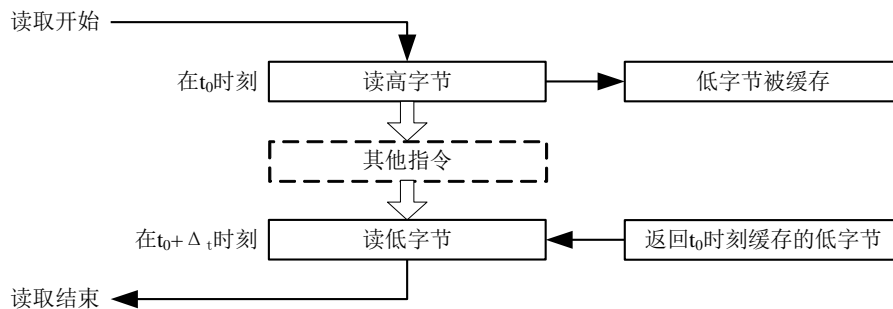 读取开始
在t₀时刻
读高字节
低字节被缓存
其他指令
在t₀+Δt时刻
读低字节
返回t₀时刻缓存的低字节
读取结束